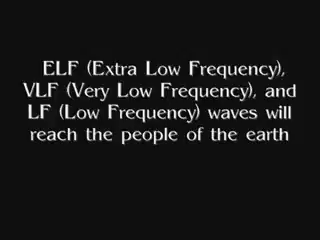 ELF (Extra Low Frequency),
VLF (Very Low Frequency), and
LF (Low Frequency) waves will
reach the people of the earth